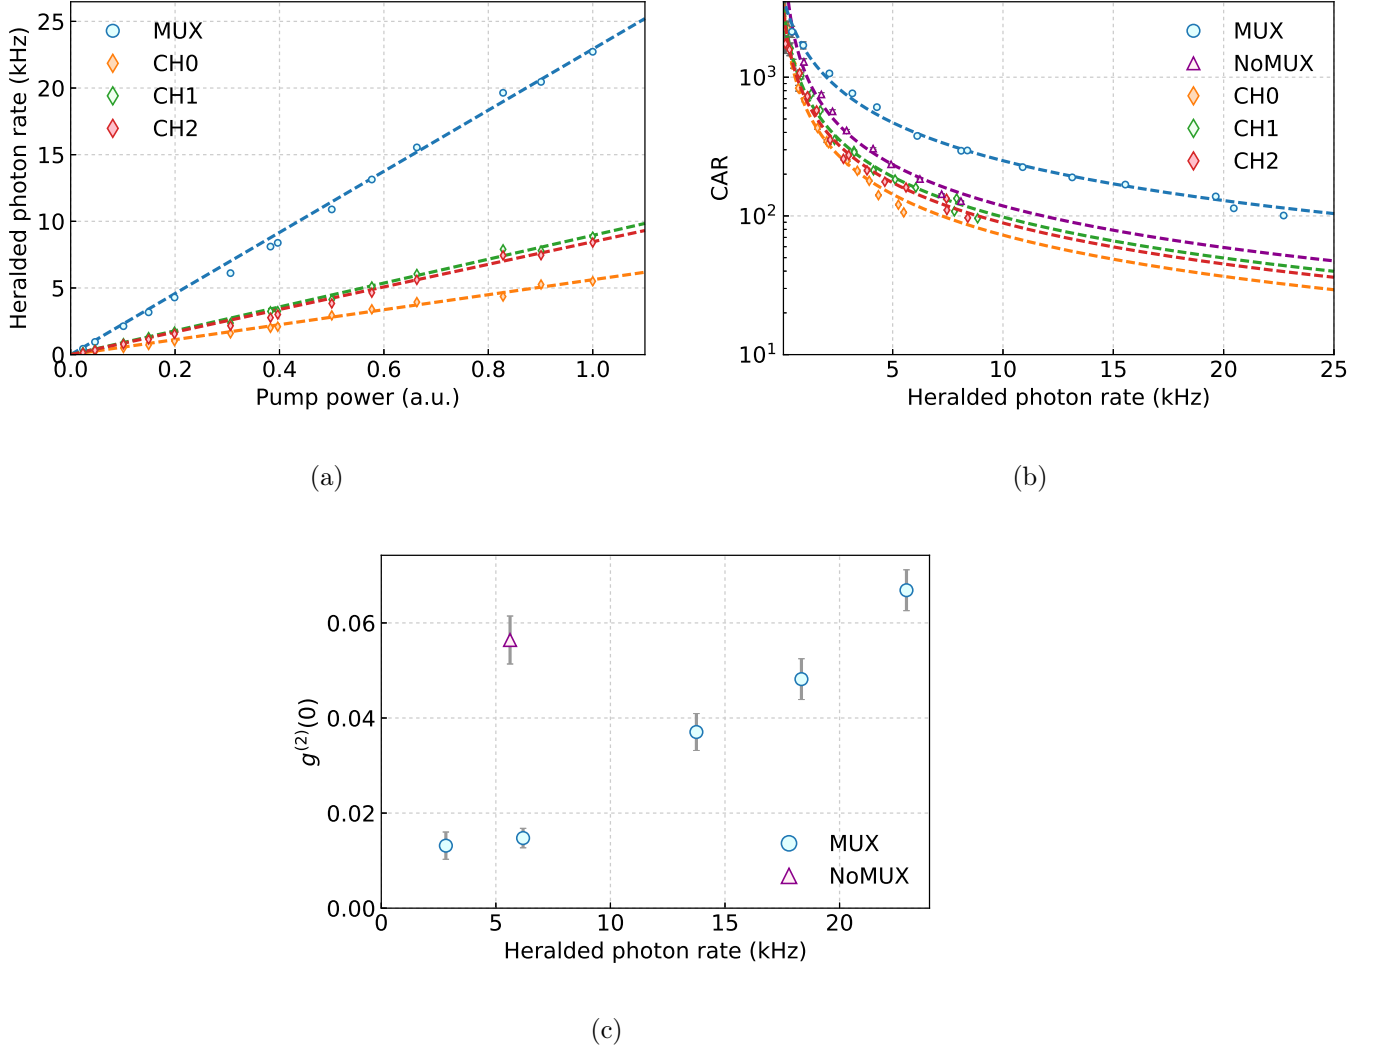 Heralded photon rate (kHz)
25
20
15
10
5
0
MUX
CH0
CH1
CH2
0.0 0.2 0.4 0.6 0.8 1.0
Pump power (a.u.)
(a)
CAR
10³
10²
10¹
MUX
NoMUX
CH0
CH1
CH2
5 10 15 20 25
Heralded photon rate (kHz)
(b)
g⁽²⁾(0)
0.06
0.04
0.02
0.00
MUX
NoMUX
0 5 10 15 20
Heralded photon rate (kHz)
(c)